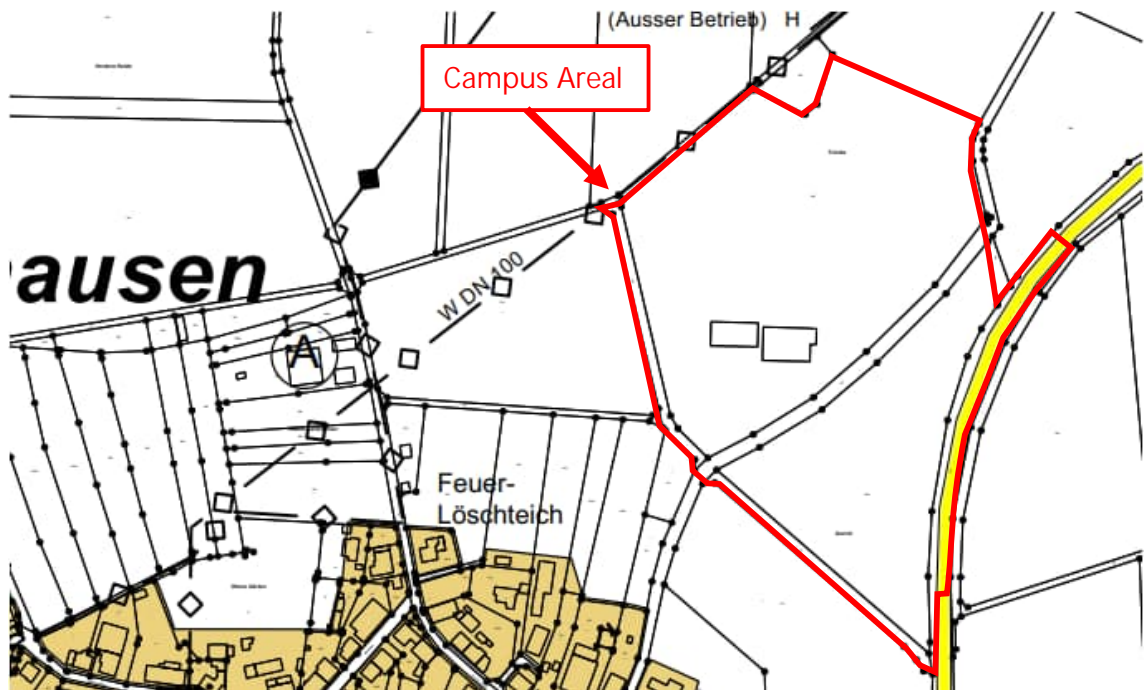 (Ausser Betrieb) H
Campus Areal
ausen
W DN 100
A
Feuer-
Löschteich